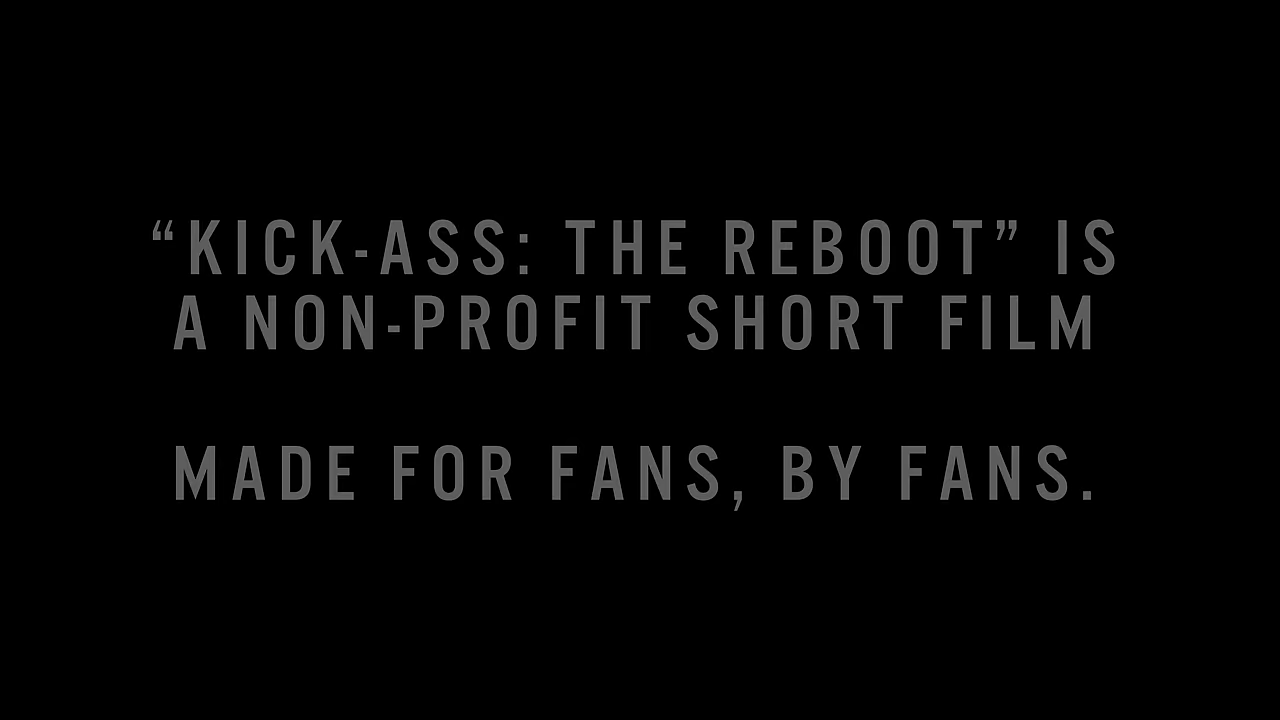 “KICK-ASS: THE REBOOT” IS
A NON-PROFIT SHORT FILM
MADE FOR FANS, BY FANS.